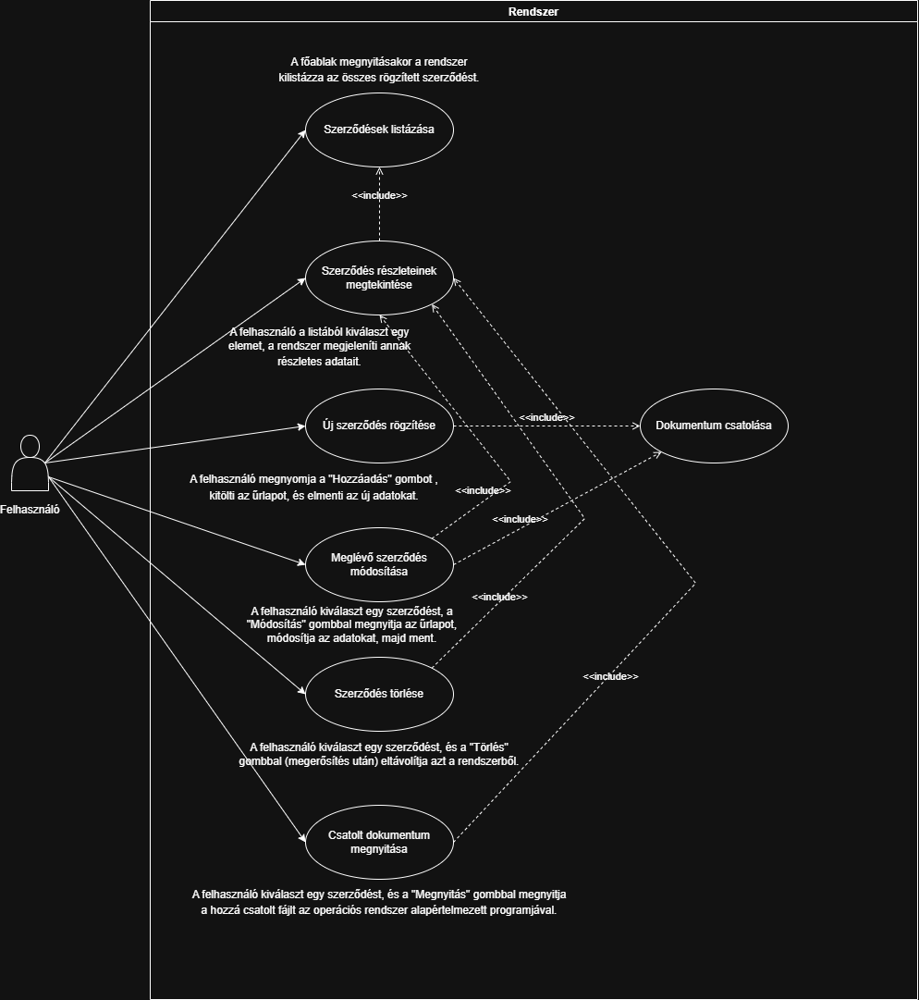 Rendszer
A főablak megnyitásakor a rendszer
kilistázza az összes rögzített szerződést.
Szerződések listázása
<<include>>
Szerződés részleteinek
megtekintése
A felhasználó a listából kiválaszt egy
elemet, a rendszer megjeleníti annak
részletes adatait.
Új szerződés rögzítése
<<include>>
Dokumentum csatolása
A felhasználó megnyomja a "Hozzáadás" gombot ,
kitölti az űrlapot, és elmenti az új adatokat.
<<include>>
Felhasználó
<<include>>
Meglévő szerződés
módosítása
<<include>>
A felhasználó kiválaszt egy szerződést, a
"Módosítás" gombbal megnyitja az űrlapot,
módosítja az adatokat, majd ment.
<<include>>
Szerződés törlése
A felhasználó kiválaszt egy szerződést, és a "Törlés"
gombbal (megerősítés után) eltávolítja azt a rendszerből.
Csatolt dokumentum
megnyitása
A felhasználó kiválaszt egy szerződést, és a "Megnyitás" gombbal megnyitja
a hozzá csatolt fájlt az operációs rendszer alapértelmezett programjával.